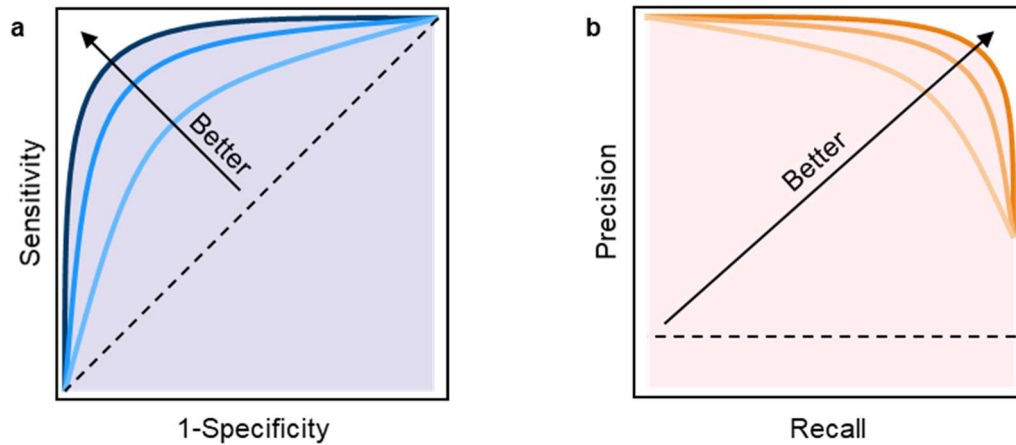 a
Sensitivity
Better
1-Specificity
b
Precision
Better
Recall